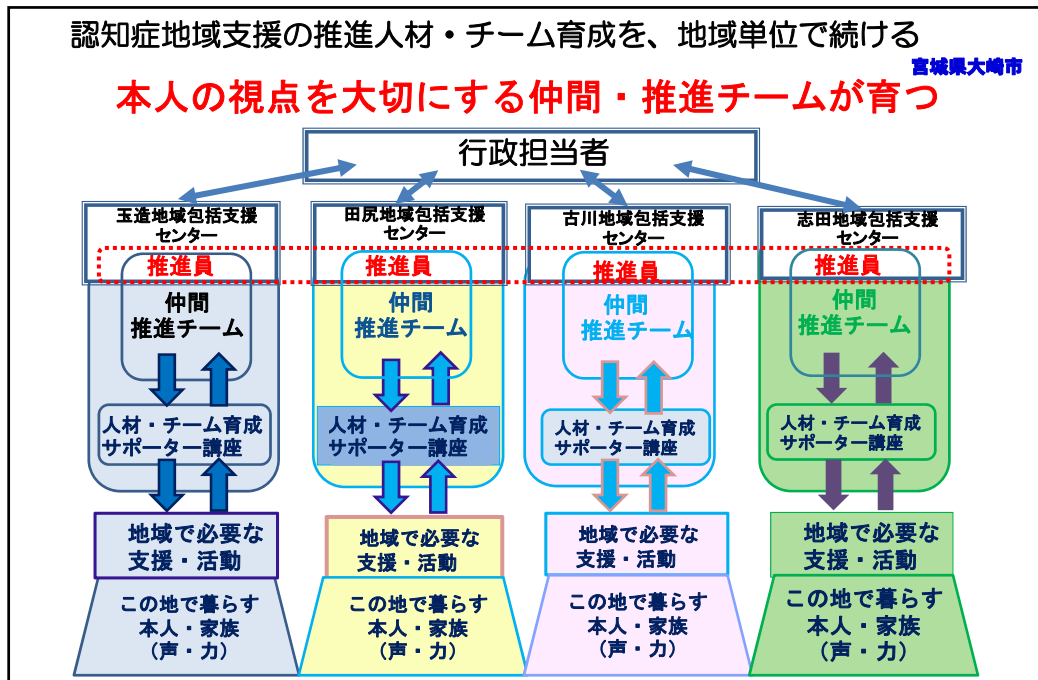 認知症地域支援の推進人材・チーム育成を、地域単位で続ける
宮城県大崎市
本人の視点を大切にする仲間・推進チームが育つ
行政担当者
玉造地域包括支援
センター
推進員
仲間
推進チーム
人材・チーム育成
サポーター講座
地域で必要な
支援・活動
この地で暮らす
本人・家族
（声・力）
田尻地域包括支援
センター
推進員
仲間
推進チーム
人材・チーム育成
サポーター講座
地域で必要な
支援・活動
この地で暮らす
本人・家族
（声・力）
古川地域包括支援
センター
推進員
仲間
推進チーム
人材・チーム育成
サポーター講座
地域で必要な
支援・活動
この地で暮らす
本人・家族
（声・力）
志田地域包括支援
センター
推進員
仲間
推進チーム
人材・チーム育成
サポーター講座
地域で必要な
支援・活動
この地で暮らす
本人・家族
（声・力）